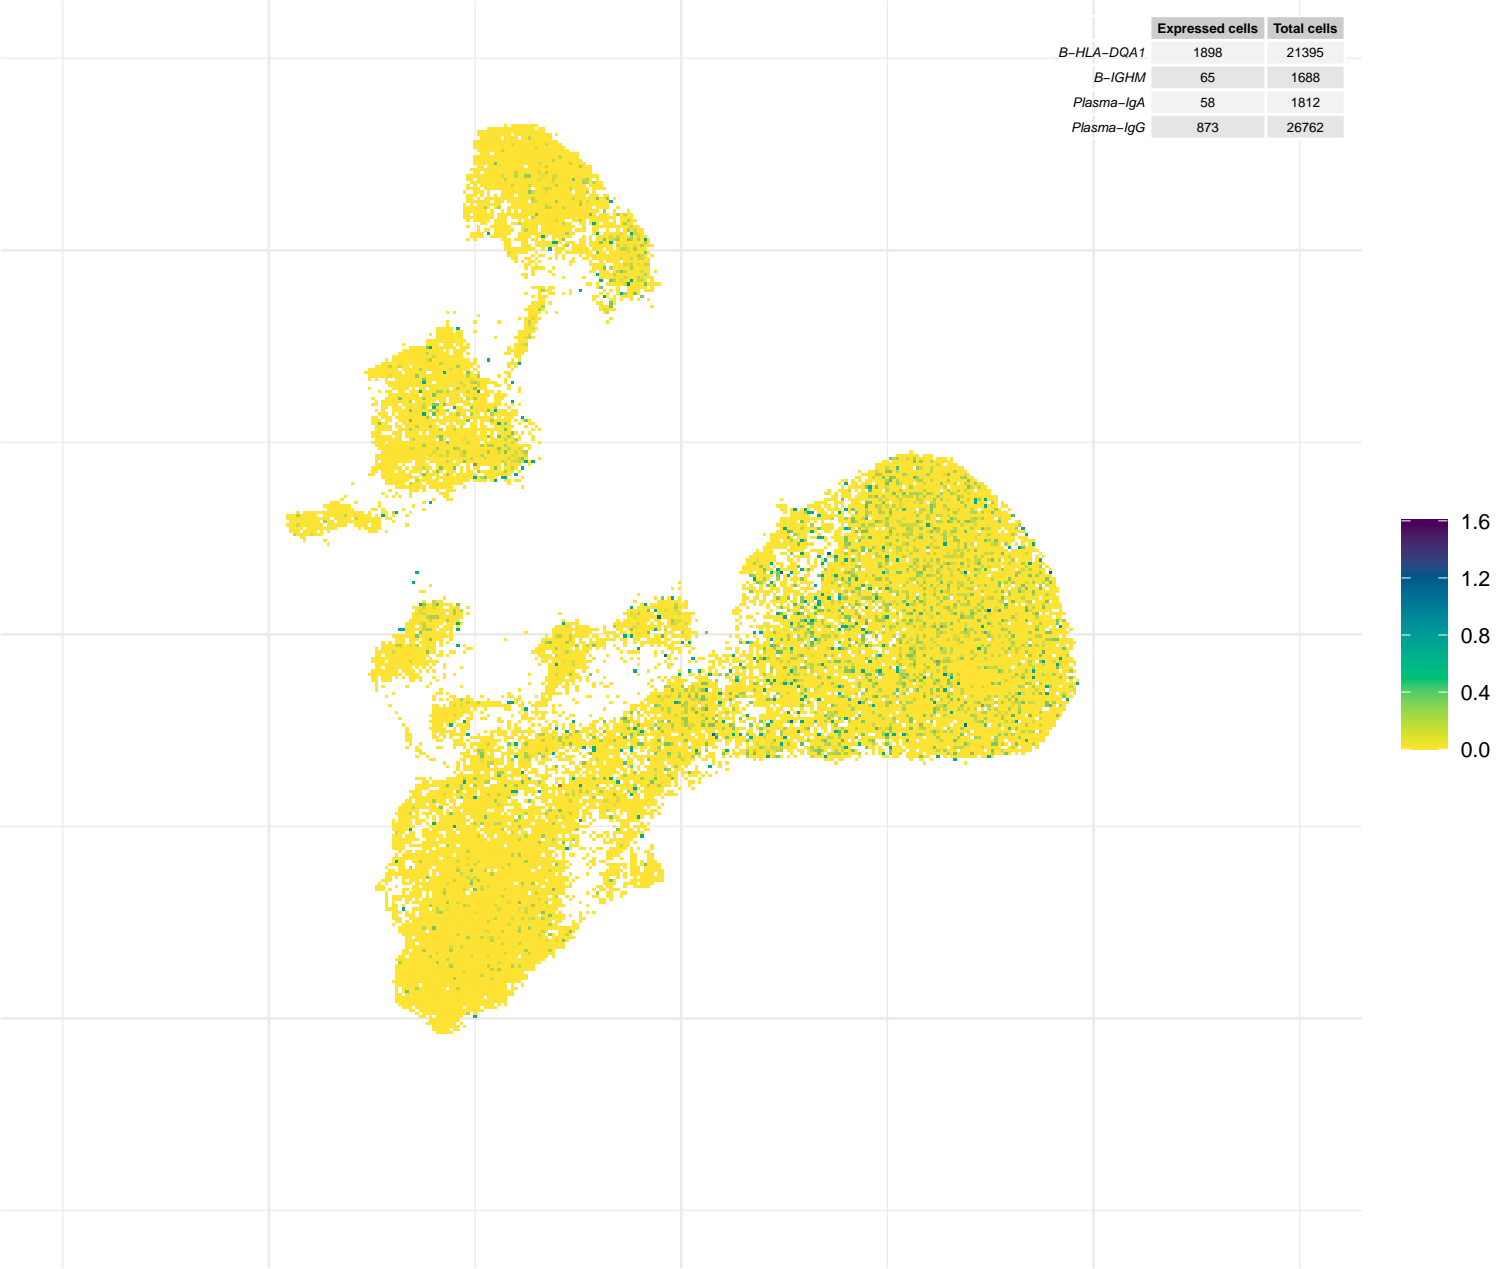 Expressed cells Total cells
B−HLA−DQA1 1898 21395
B−IGHM 65 1688
Plasma−IgA 58 1812
Plasma−IgG 873 26762
1.6
1.2
0.8
0.4
0.0